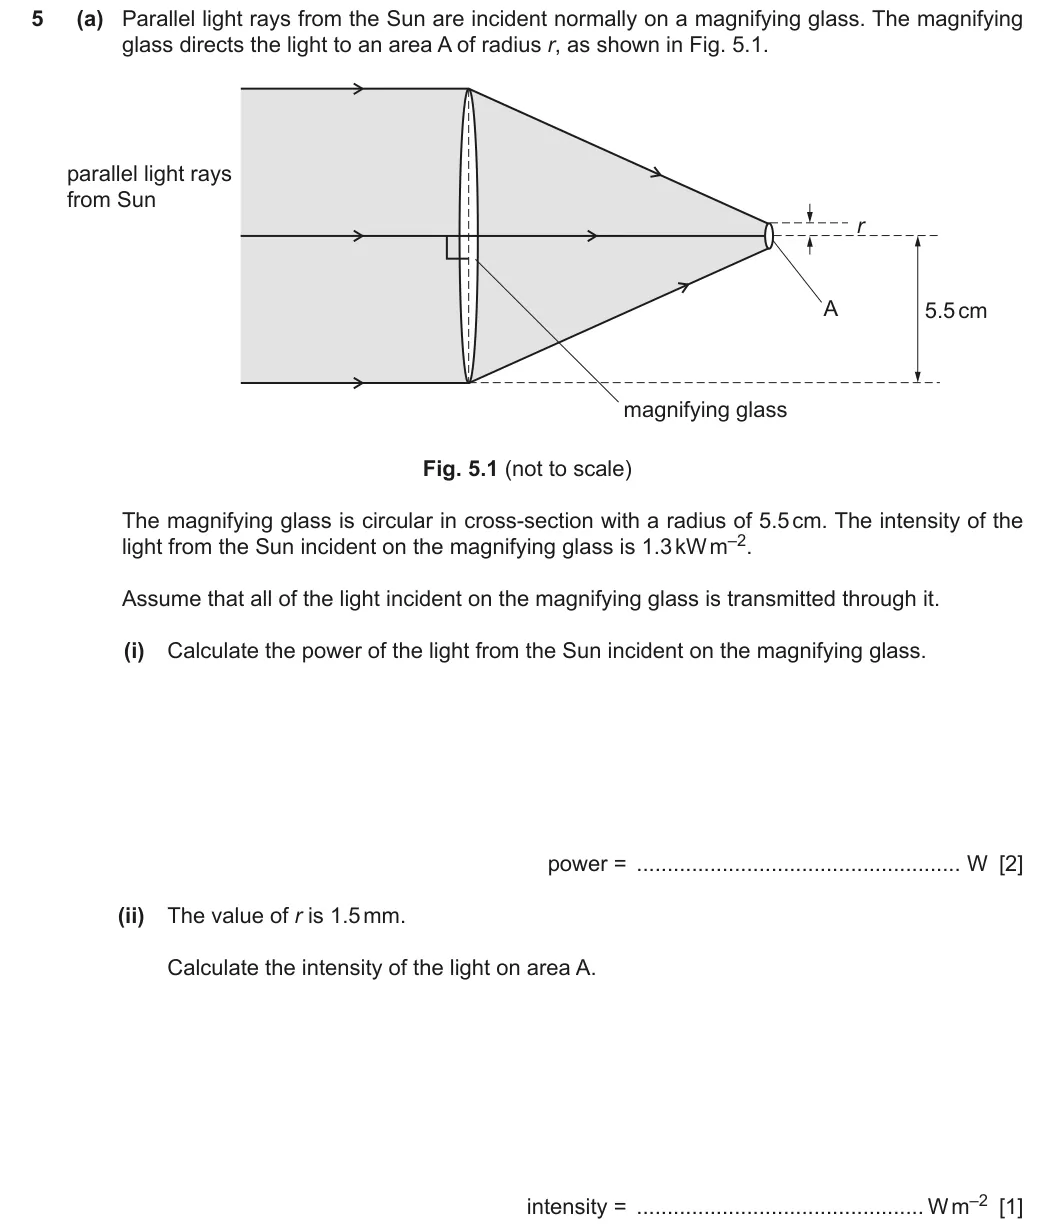 5 (a) Parallel light rays from the Sun are incident normally on a magnifying glass. The magnifying
glass directs the light to an area A of radius r, as shown in Fig. 5.1.
parallel light rays
from Sun
r
A
5.5 cm
magnifying glass
Fig. 5.1 (not to scale)
The magnifying glass is circular in cross-section with a radius of 5.5 cm. The intensity of the
light from the Sun incident on the magnifying glass is 1.3 kW m⁻².
Assume that all of the light incident on the magnifying glass is transmitted through it.
(i) Calculate the power of the light from the Sun incident on the magnifying glass.
power = ..................................................... W [2]
(ii) The value of r is 1.5 mm.
Calculate the intensity of the light on area A.
intensity = ............................................... W m⁻² [1]